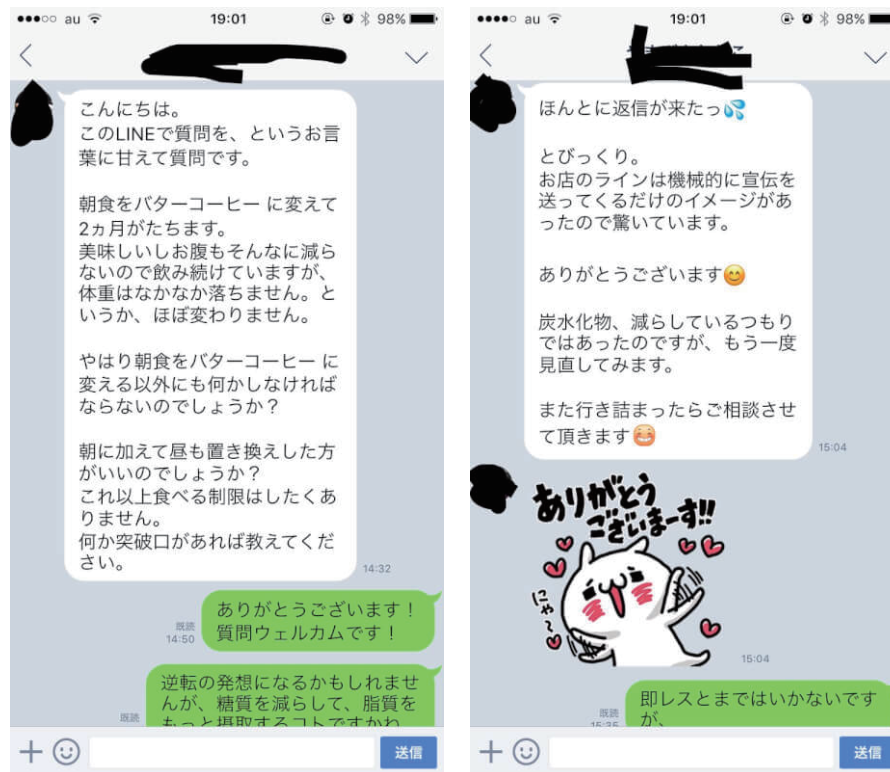 au 19:01 98%
こんにちは。
このLINEで質問を、というお言
葉に甘えて質問です。
朝食をバターコーヒー に変えて
2ヵ月がたちます。
美味しいしお腹もそんなに減ら
ないので飲み続けていますが、
体重はなかなか落ちません。と
いうか、ほぼ変わりません。
やはり朝食をバターコーヒー に
変える以外にも何かしなければ
ならないのでしょうか?
朝に加えて昼も置き換えした方
がいいのでしょうか?
これ以上食べる制限はしたくあ
りません。
何か突破口があれば教えてくだ
さい。
14:32
ありがとうございます!
質問ウェルカムです!
既読
14:50
逆転の発想になるかもしれませ
んが、糖質を減らして、脂質を
もっと摂取するコトですかね
既読
送信
au 19:01 98%
ほんとに返信が来たっ💦
とびっくり。
お店のラインは機械的に宣伝を
送ってくるだけのイメージがあ
ったので驚いています。
ありがとうございます😊
炭水化物、減らしているつもり
ではあったのですが、もう一度
見直してみます。
また行き詰まったらご相談させ
て頂きます😁
15:04
ありがとう
ございまーす!!
にゃ〜
15:04
即レスとまではいかないです
が、
既読
15:35
送信